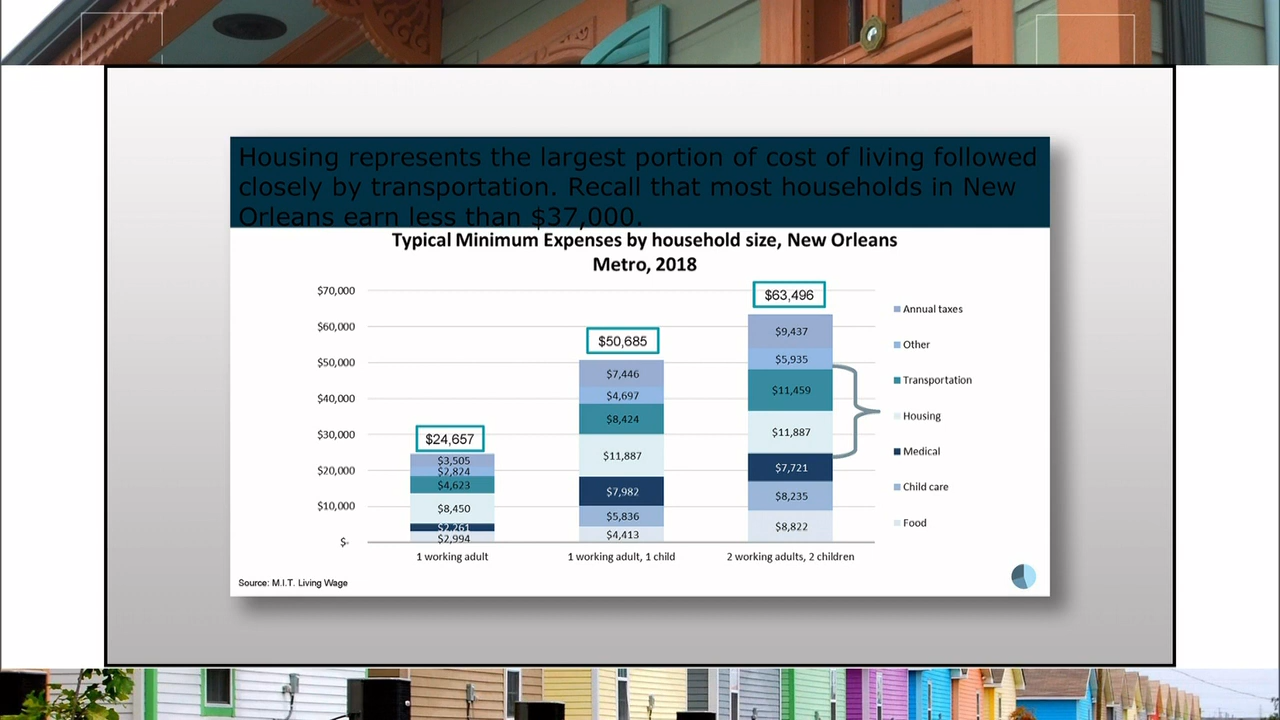 Housing represents the largest portion of cost of living followed
closely by transportation. Recall that most households in New
Orleans earn less than $37,000.
Typical Minimum Expenses by household size, New Orleans
Metro, 2018
$70,000
$60,000
$50,000
$40,000
$30,000
$20,000
$10,000
$-
$24,657
$3,505
$2,824
$4,623
$8,450
$2,261
$2,994
$50,685
$7,446
$4,697
$8,424
$11,887
$7,982
$5,836
$4,413
$63,496
$9,437
$5,935
$11,459
$11,887
$7,721
$8,235
$8,822
1 working adult
1 working adult, 1 child
2 working adults, 2 children
Annual taxes
Other
Transportation
Housing
Medical
Child care
Food
Source: M.I.T. Living Wage